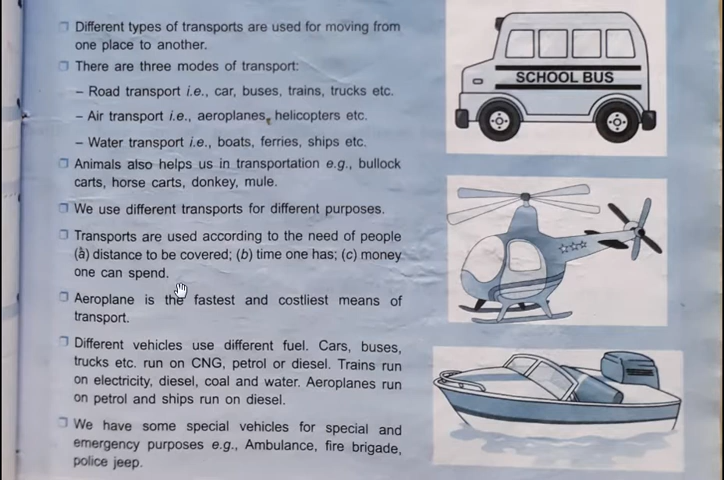 Different types of transports are used for moving from
one place to another.
There are three modes of transport:
– Road transport i.e., car, buses, trains, trucks etc.
– Air transport i.e., aeroplanes, helicopters etc.
– Water transport i.e., boats, ferries, ships etc.
Animals also helps us in transportation e.g., bullock
carts, horse carts, donkey, mule.
We use different transports for different purposes.
Transports are used according to the need of people
(a) distance to be covered; (b) time one has; (c) money
one can spend.
Aeroplane is the fastest and costliest means of
transport.
Different vehicles use different fuel. Cars, buses,
trucks etc. run on CNG, petrol or diesel. Trains run
on electricity, diesel, coal and water. Aeroplanes run
on petrol and ships run on diesel.
We have some special vehicles for special and
emergency purposes e.g., Ambulance, fire brigade,
police jeep.
SCHOOL BUS